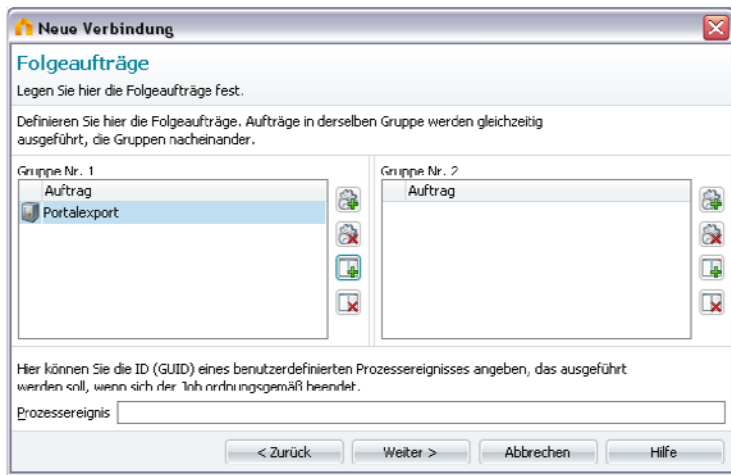 Neue Verbindung
Folgeaufträge
Legen Sie hier die Folgeaufträge fest.
Definieren Sie hier die Folgeaufträge. Aufträge in derselben Gruppe werden gleichzeitig
ausgeführt, die Gruppen nacheinander.
Gruppe Nr. 1
Auftrag
Portalexport
Gruppe Nr. 2
Auftrag
Hier können Sie die ID (GUID) eines benutzerdefinierten Prozessereignisses angeben, das ausgeführt
werden soll, wenn sich der Job ordnungsgemäß beendet.
Prozessereignis
< Zurück
Weiter >
Abbrechen
Hilfe